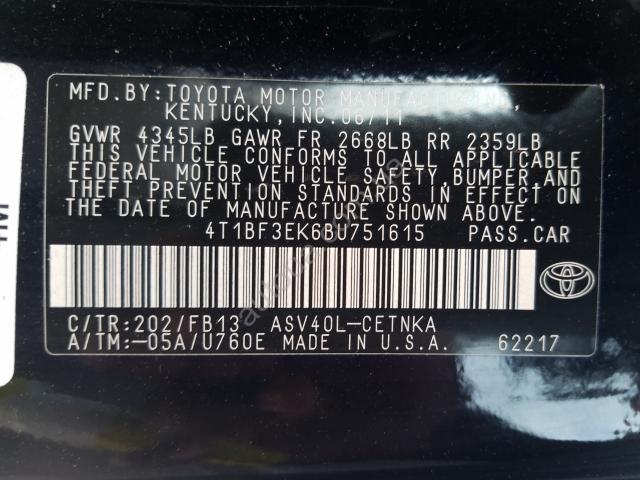 MFD.BY:TOYOTA MOTOR MANUFACTURING,
KENTUCKY, INC.06/11
GVWR 4345LB GAWR FR 2668LB RR 2359LB
THIS VEHICLE CONFORMS TO ALL APPLICABLE
FEDERAL MOTOR VEHICLE SAFETY, BUMPER AND
THEFT PREVENTION STANDARDS IN EFFECT ON
THE DATE OF MANUFACTURE SHOWN ABOVE.
4T1BF3EK6BU751615 PASS.CAR
C/TR:202/FB13 ASV40L-CETNKA
A/TM:-05A/U760E MADE IN U.S.A. 62217